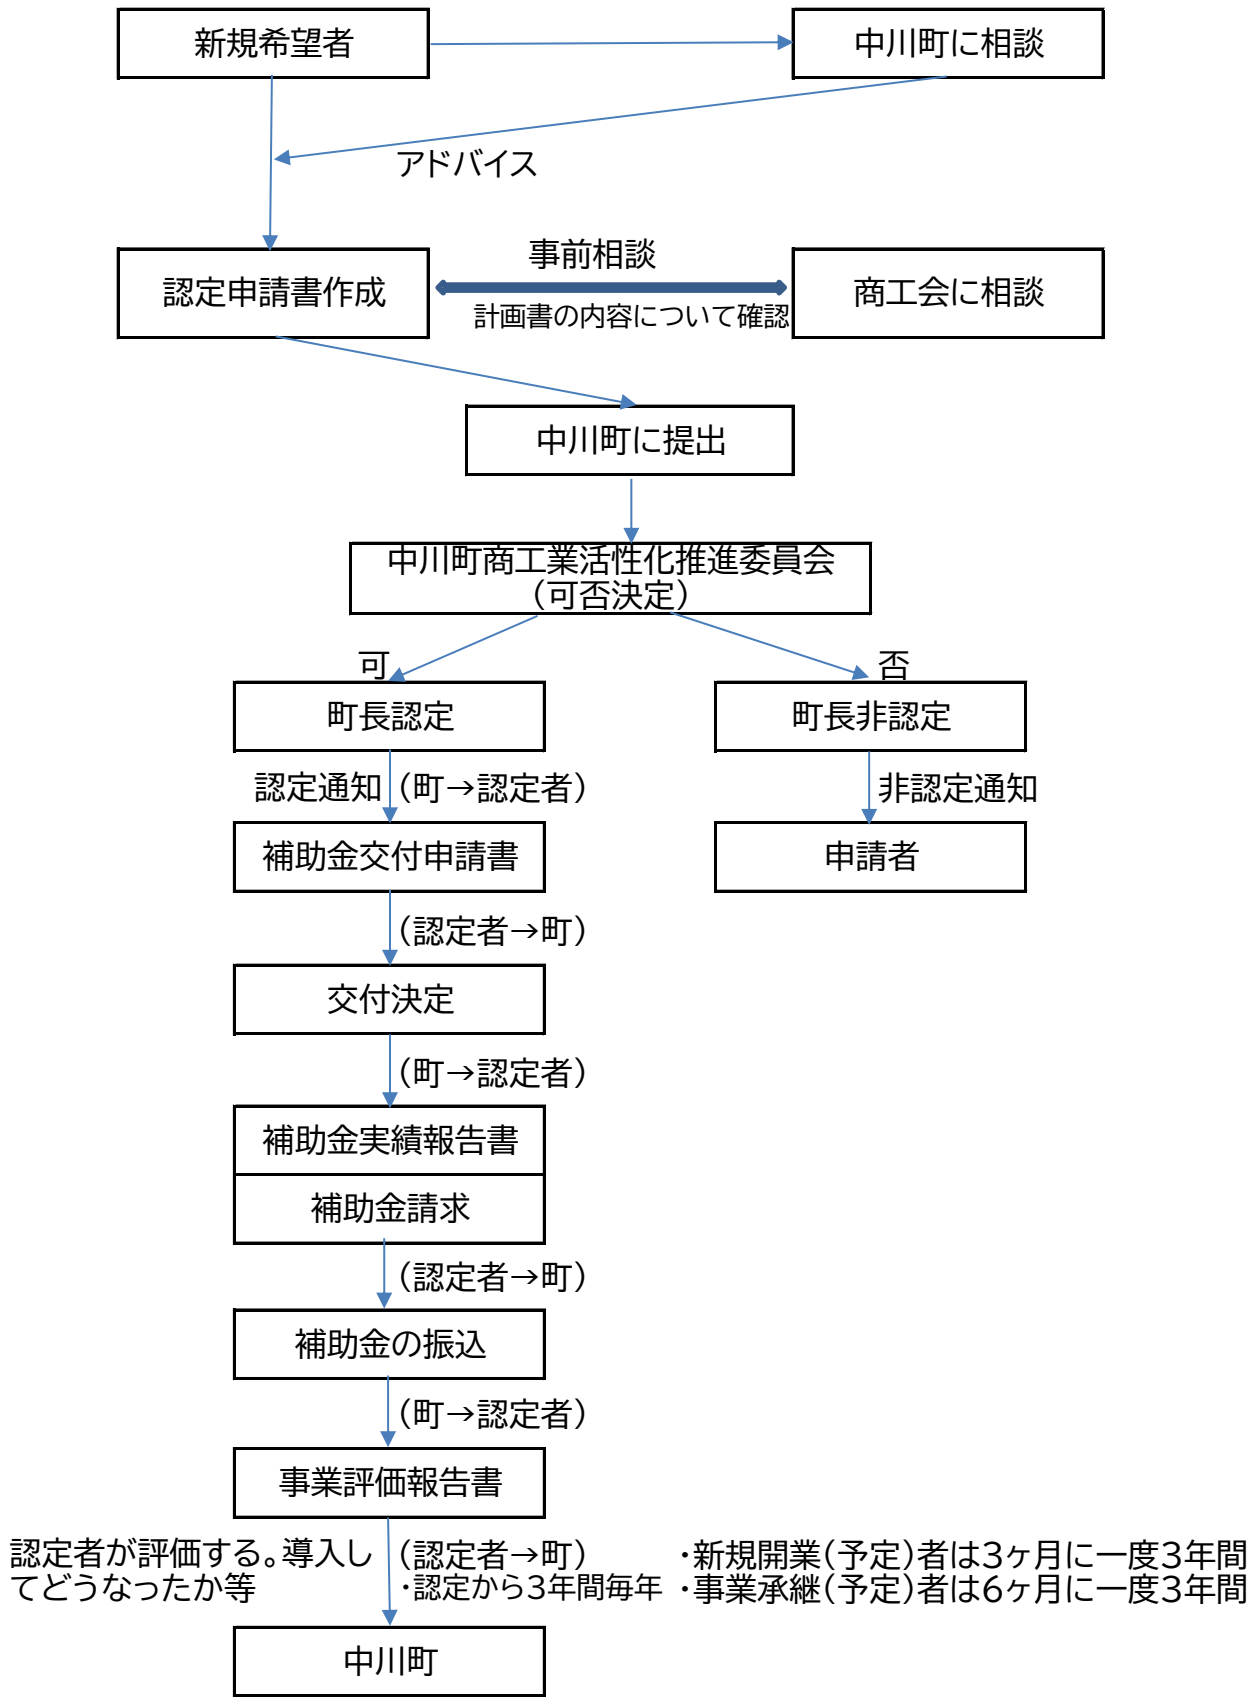 新規希望者
中川町に相談
アドバイス
事前相談
認定申請書作成
商工会に相談
計画書の内容について確認
中川町に提出
中川町商工業活性化推進委員会
（可否決定）
可
否
町長認定
町長非認定
認定通知（町→認定者）
非認定通知
補助金交付申請書
申請者
（認定者→町）
交付決定
（町→認定者）
補助金実績報告書
補助金請求
（認定者→町）
補助金の振込
（町→認定者）
事業評価報告書
認定者が評価する。導入し
てどうなったか等
（認定者→町）
・認定から３年間毎年
・新規開業（予定）者は３ヶ月に一度３年間
・事業承継（予定）者は６ヶ月に一度３年間
中川町